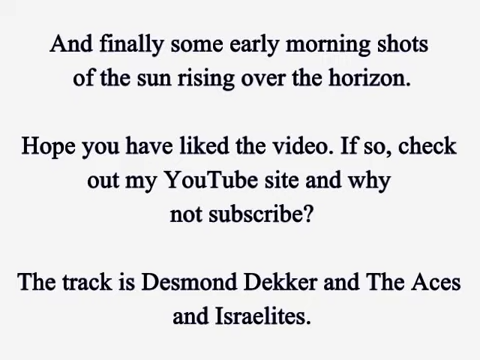 And finally some early morning shots
of the sun rising over the horizon.
Hope you have liked the video. If so, check
out my YouTube site and why
not subscribe?
The track is Desmond Dekker and The Aces
and Israelites.